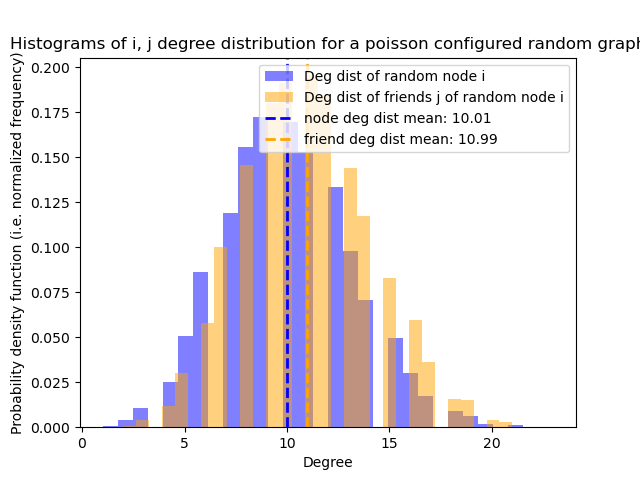 Histograms of i, j degree distribution for a poisson configured random graph
Probability density function (i.e. normalized frequency)
0.200
0.175
0.150
0.125
0.100
0.075
0.050
0.025
0.000
Deg dist of random node i
Deg dist of friends j of random node i
node deg dist mean: 10.01
friend deg dist mean: 10.99
0 5 10 15 20
Degree